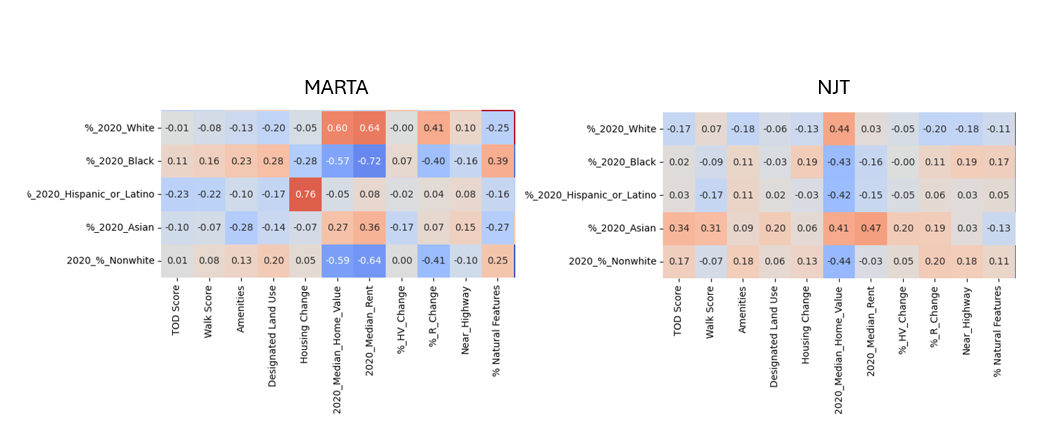 MARTA
%_2020_White -0.01 -0.08 -0.13 -0.20 -0.05 0.60 0.64 -0.00 0.41 0.10 -0.25
%_2020_Black 0.11 0.16 0.23 0.28 -0.28 -0.57 -0.72 0.07 -0.40 -0.16 0.39
%_2020_Hispanic_or_Latino -0.23 -0.22 -0.10 -0.17 0.76 -0.05 0.08 -0.02 0.04 0.08 -0.16
%_2020_Asian -0.10 -0.07 -0.28 -0.14 -0.07 0.27 0.36 -0.17 0.07 0.15 -0.27
2020_%_Nonwhite 0.01 0.08 0.13 0.20 0.05 -0.59 -0.64 0.00 -0.41 -0.10 0.25
TOD Score
Walk Score
Amenities
Designated Land Use
Housing Change
2020_Median_Home_Value
2020_Median_Rent
%_HV_Change
%_R_Change
Near_Highway
% Natural Features
NJT
%_2020_White -0.17 0.07 -0.18 -0.06 -0.13 0.44 0.03 -0.05 -0.20 -0.18 -0.11
%_2020_Black 0.02 -0.09 0.11 -0.03 0.19 -0.43 -0.16 -0.00 0.11 0.19 0.17
%_2020_Hispanic_or_Latino 0.03 -0.17 0.11 0.02 -0.03 -0.42 -0.15 -0.05 0.06 0.03 0.05
%_2020_Asian 0.34 0.31 0.09 0.20 0.06 0.41 0.47 0.20 0.19 0.03 -0.13
2020_%_Nonwhite 0.17 -0.07 0.18 0.06 0.13 -0.44 -0.03 0.05 0.20 0.18 0.11
TOD Score
Walk Score
Amenities
Designated Land Use
Housing Change
2020_Median_Home_Value
2020_Median_Rent
%_HV_Change
%_R_Change
Near_Highway
% Natural Features